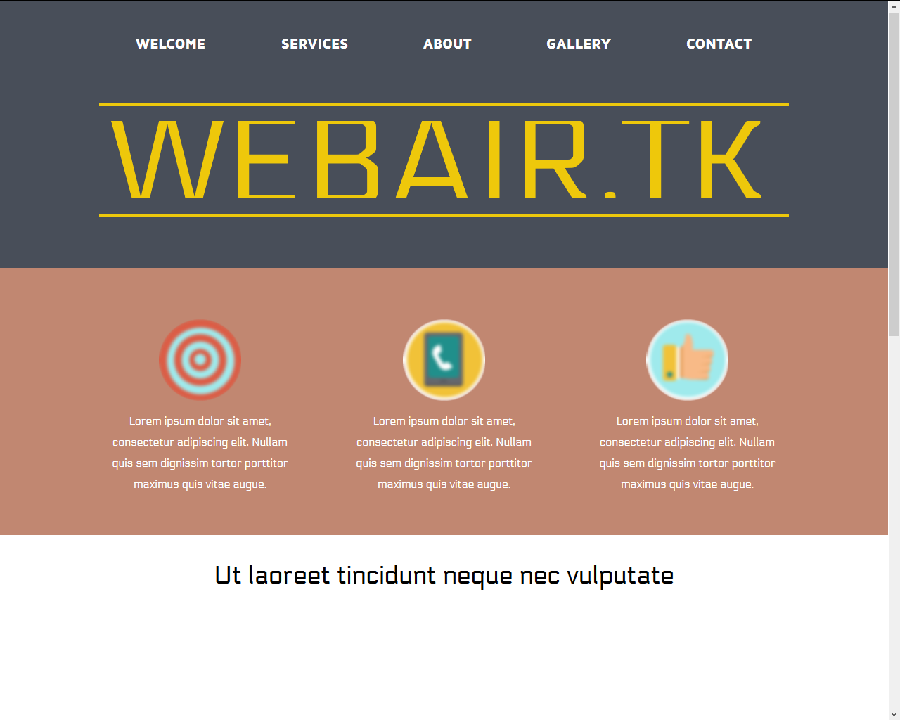 WELCOME SERVICES ABOUT GALLERY CONTACT
WEBAIR.TK
Lorem ipsum dolor sit amet,
consectetur adipiscing elit. Nullam
quis sem dignissim tortor porttitor
maximus quis vitae augue.
Lorem ipsum dolor sit amet,
consectetur adipiscing elit. Nullam
quis sem dignissim tortor porttitor
maximus quis vitae augue.
Lorem ipsum dolor sit amet,
consectetur adipiscing elit. Nullam
quis sem dignissim tortor porttitor
maximus quis vitae augue.
Ut laoreet tincidunt neque nec vulputate